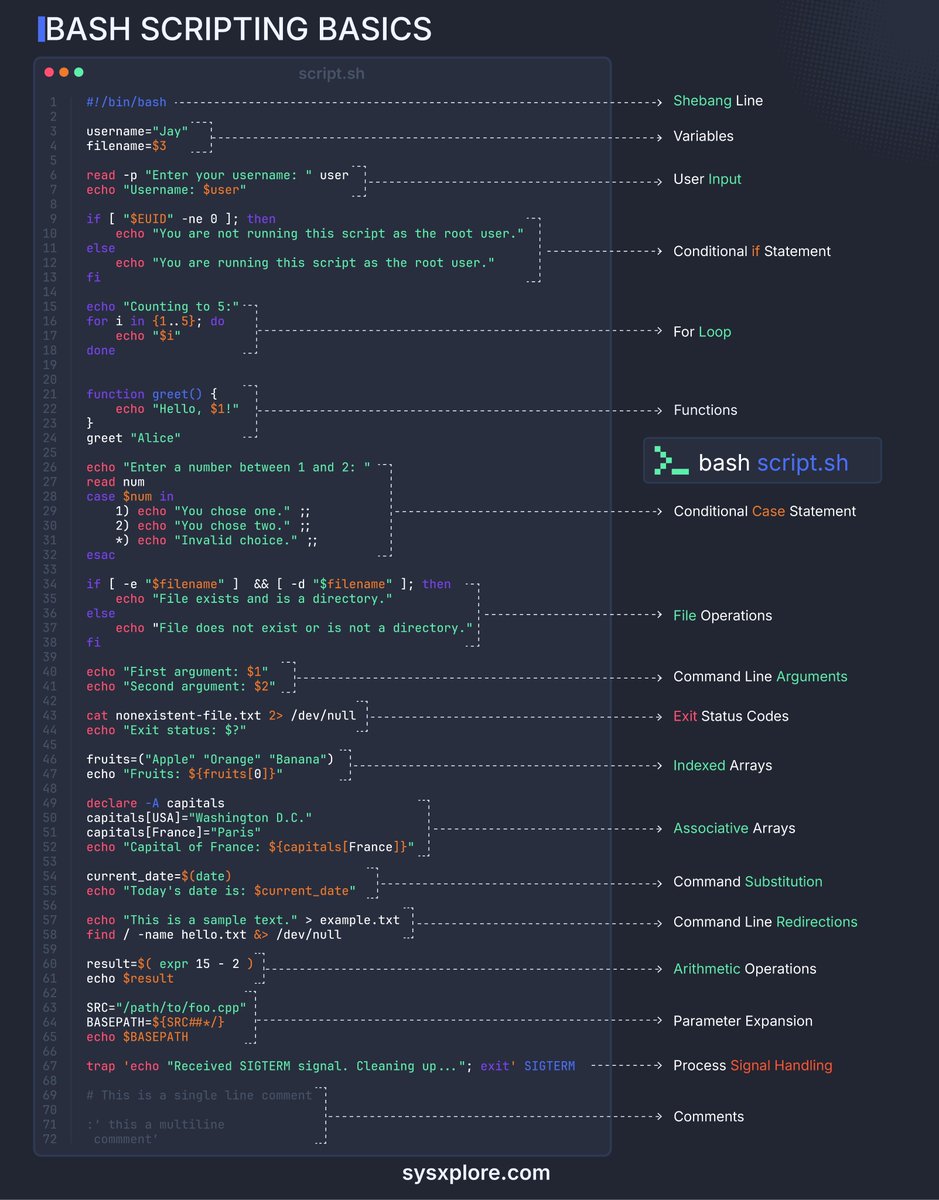 BASH SCRIPTING BASICS
script.sh
1 #!/bin/bash Shebang Line
2
3 username="Jay" Variables
4 filename=$3
5
6 read -p "Enter your username: " user User Input
7 echo "Username: $user"
8
9 if [ "$EUID" -ne 0 ]; then
10 echo "You are not running this script as the root user."
11 else Conditional if Statement
12 echo "You are running this script as the root user."
13 fi
14
15 echo "Counting to 5:"
16 for i in {1..5}; do
17 echo "$i" For Loop
18 done
19
20
21 function greet() {
22 echo "Hello, $1!" Functions
23 }
24 greet "Alice"
25
26 echo "Enter a number between 1 and 2: " bash script.sh
27 read num
28 case $num in
29 1) echo "You chose one." ;; Conditional Case Statement
30 2) echo "You chose two." ;;
31 *) echo "Invalid choice." ;;
32 esac
33
34 if [ -e "$filename" ] && [ -d "$filename" ]; then
35 echo "File exists and is a directory."
36 else File Operations
37 echo "File does not exist or is not a directory."
38 fi
39
40 echo "First argument: $1" Command Line Arguments
41 echo "Second argument: $2"
42
43 cat nonexistent-file.txt 2> /dev/null Exit Status Codes
44 echo "Exit status: $?"
45
46 fruits=("Apple" "Orange" "Banana") Indexed Arrays
47 echo "Fruits: ${fruits[0]}"
48
49 declare -A capitals
50 capitals[USA]="Washington D.C."
51 capitals[France]="Paris" Associative Arrays
52 echo "Capital of France: ${capitals[France]}"
53
54 current_date=$(date) Command Substitution
55 echo "Today's date is: $current_date"
56
57 echo "This is a sample text." > example.txt Command Line Redirections
58 find / -name hello.txt &> /dev/null
59
60 result=$( expr 15 - 2 ) Arithmetic Operations
61 echo $result
62
63 SRC="/path/to/foo.cpp"
64 BASEPATH=${SRC##*/} Parameter Expansion
65 echo $BASEPATH
66
67 trap 'echo "Received SIGTERM signal. Cleaning up..."; exit' SIGTERM Process Signal Handling
68
69 # This is a single line comment
70 Comments
71 :' this a multiline
72 commment'
sysxplore.com